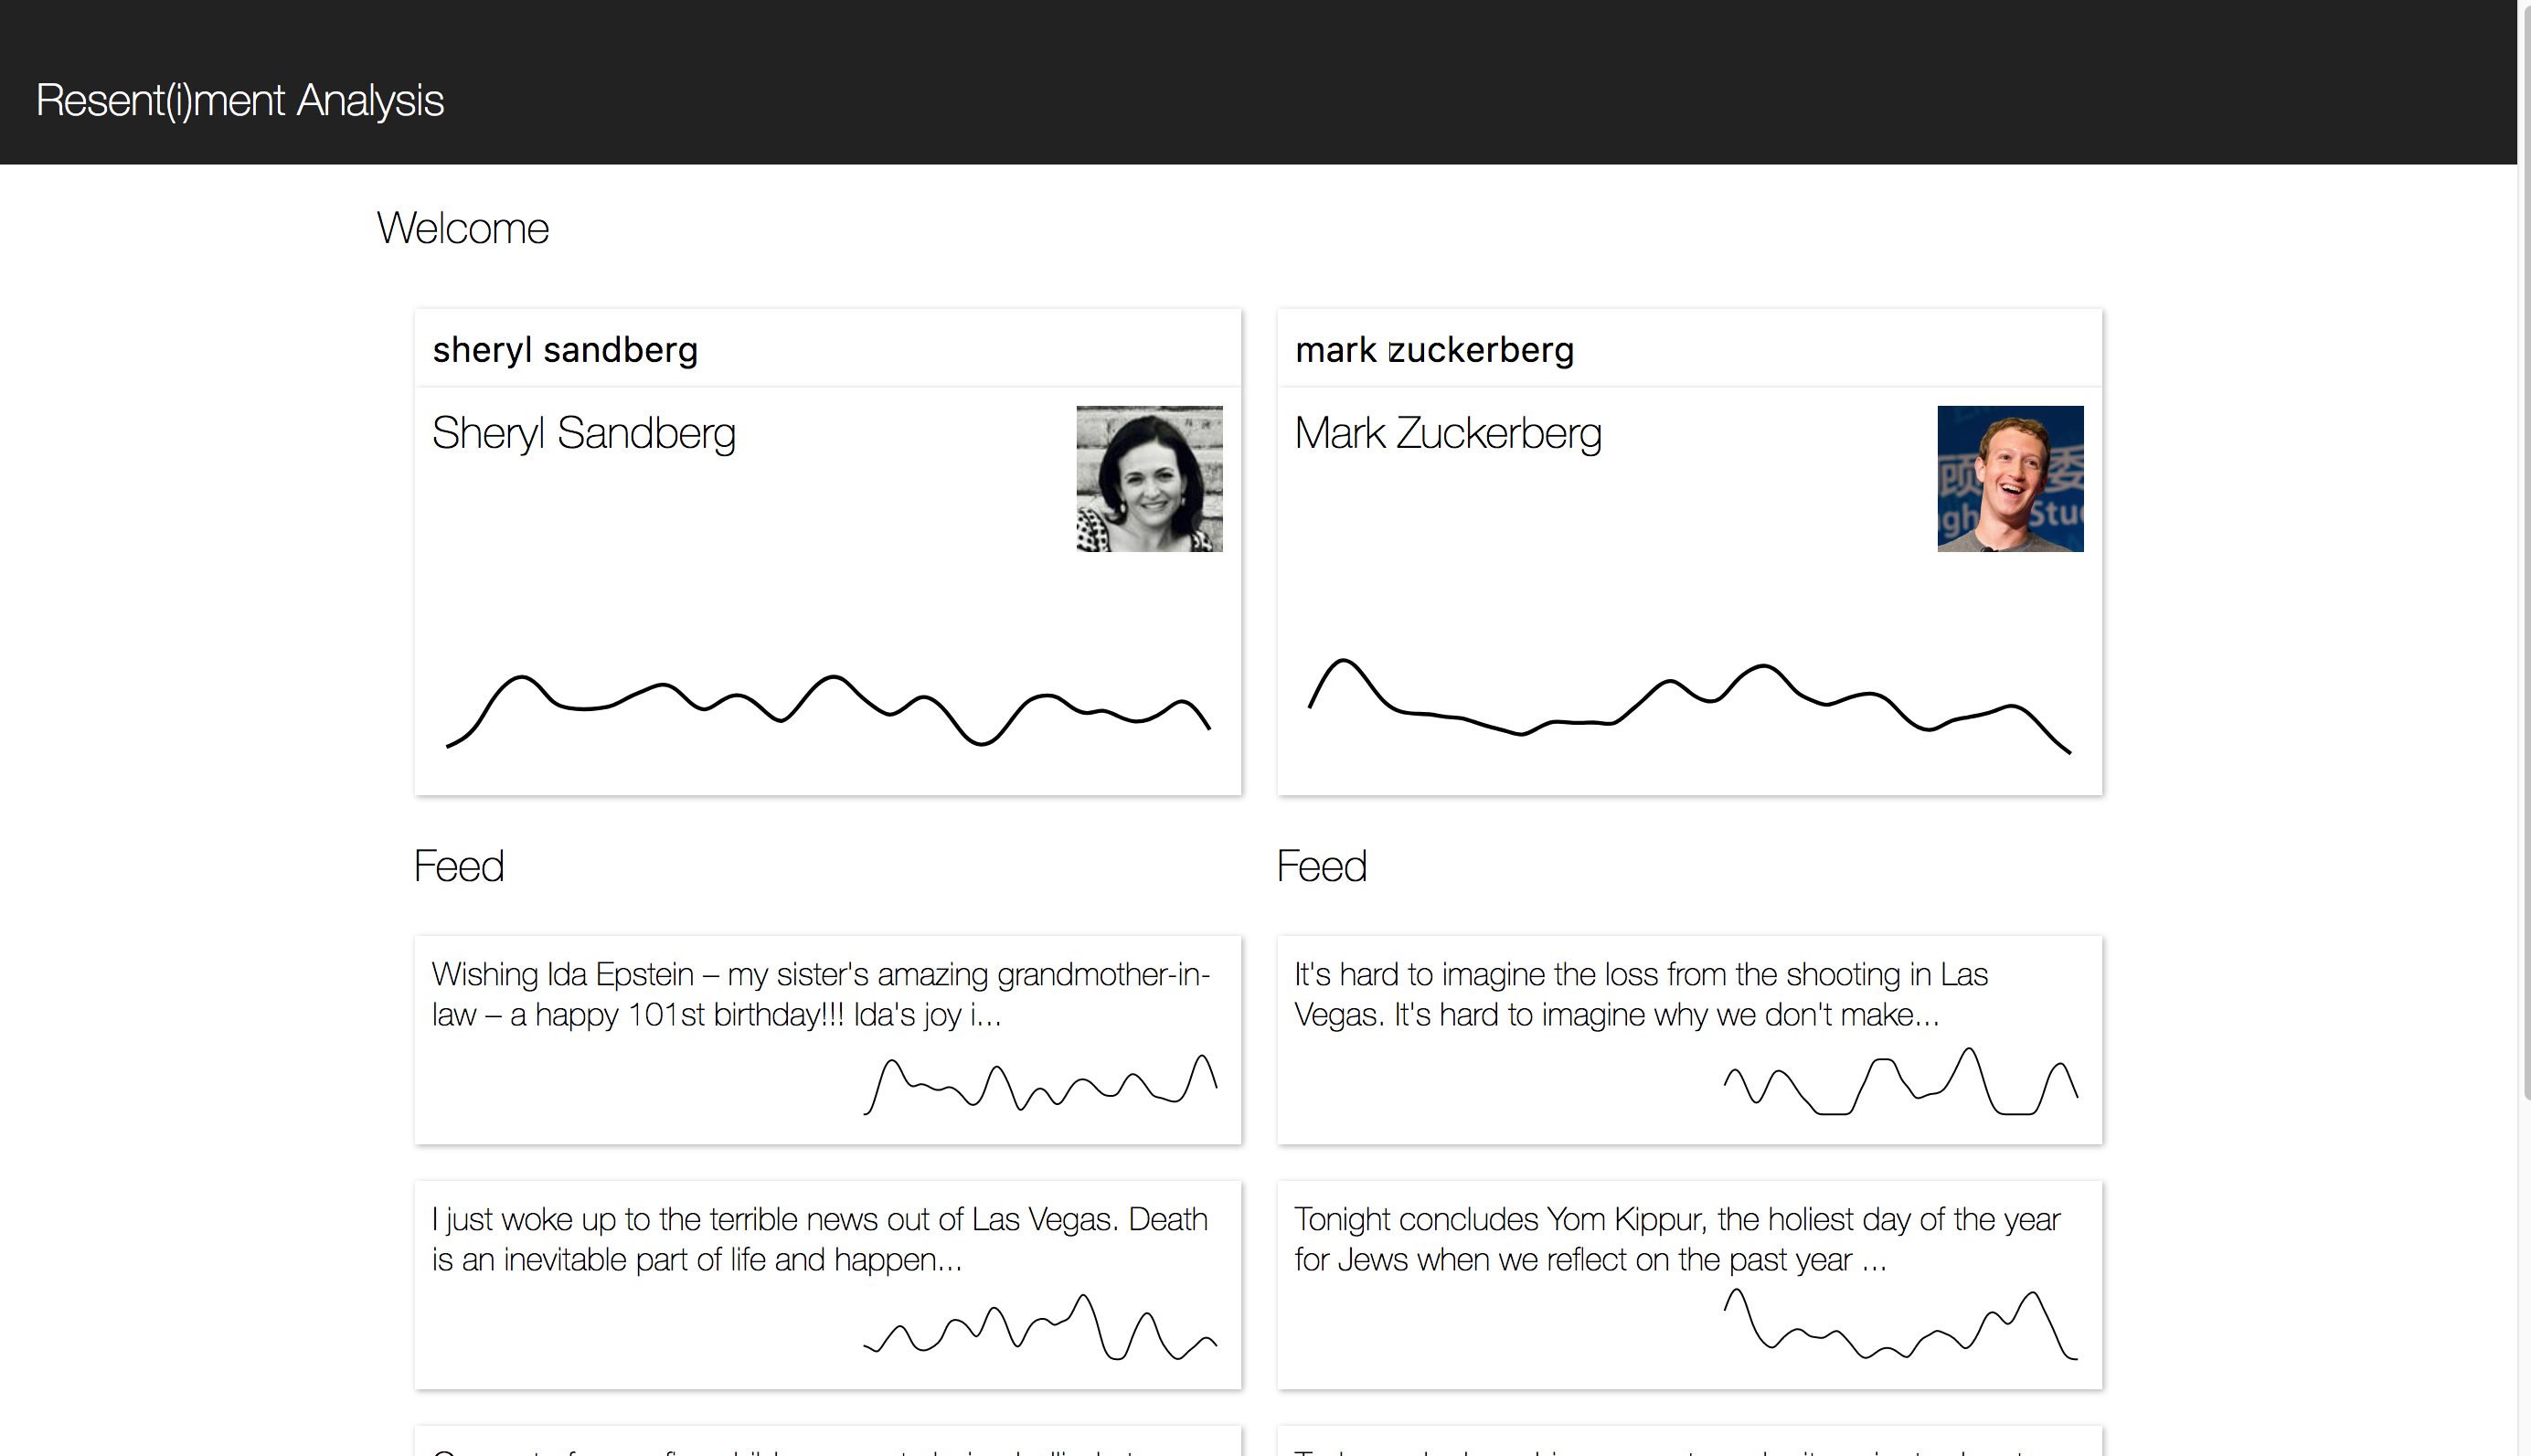 Resent(i)ment Analysis
Welcome
sheryl sandberg
Sheryl Sandberg
Feed
Wishing Ida Epstein – my sister's amazing grandmother-in-
law – a happy 101st birthday!!! Ida's joy i...
I just woke up to the terrible news out of Las Vegas. Death
is an inevitable part of life and happen...
mark zuckerberg
Mark Zuckerberg
顾
委
gh
Stu
Feed
It's hard to imagine the loss from the shooting in Las
Vegas. It's hard to imagine why we don't make...
Tonight concludes Yom Kippur, the holiest day of the year
for Jews when we reflect on the past year ...